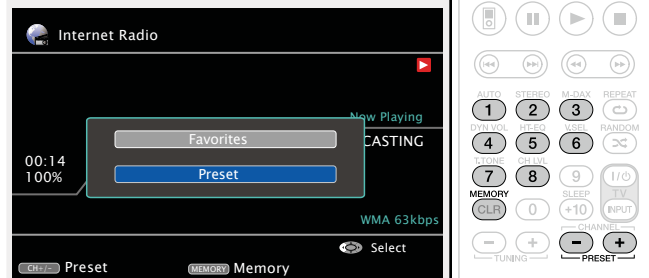 Internet Radio
Now Playing
CASTING
Favorites
Preset
00:14
100%
WMA 63kbps
Select
CH+/– Preset
MEMORY Memory
AUTO STEREO M-DAX REPEAT
1 2 3
DYN VOL HT-EQ V.SEL RANDOM
4 5 6
T.TONE CH LVL
7 8 9
MEMORY SLEEP TV
CLR 0 +10 INPUT
CHANNEL
– + – +
TUNING PRESET